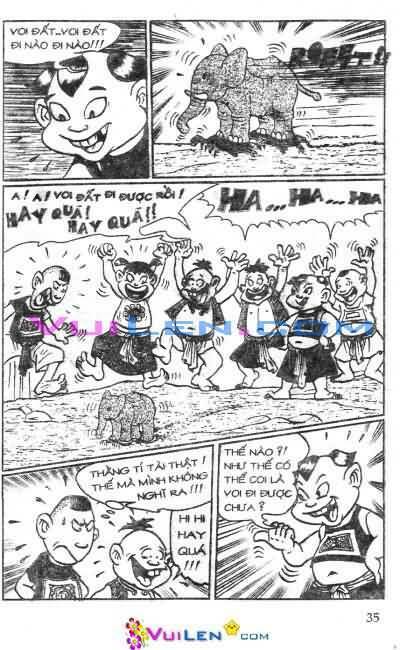 VOI ĐẤT...VOI ĐẤT
ĐI NÀO ĐI NÀO!!!
A! A! VOI ĐẤT ĐI ĐƯỢC RỒI!
HAY QUÁ!
HAY QUÁ!!
HA...HA...HA
VUILEN.COM
THẰNG TÍ TÀI THẬT!
THẾ MÀ MÌNH KHÔNG
NGHĨ RA!!!
HI HI
HAY
QUÁ
!!!
THẾ NÀO?!
NHƯ THẾ CÓ
THỂ COI LÀ
VOI ĐI ĐƯỢC
CHƯA?
35
VUILEN.COM